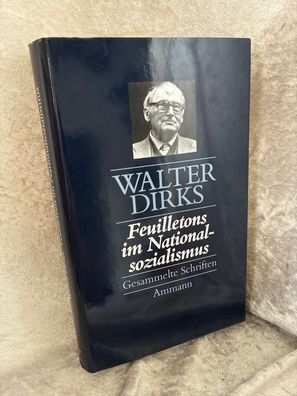 WALTER
DIRKS
Feuilletons
im National-
sozialismus
Gesammelte Schriften
Ammann